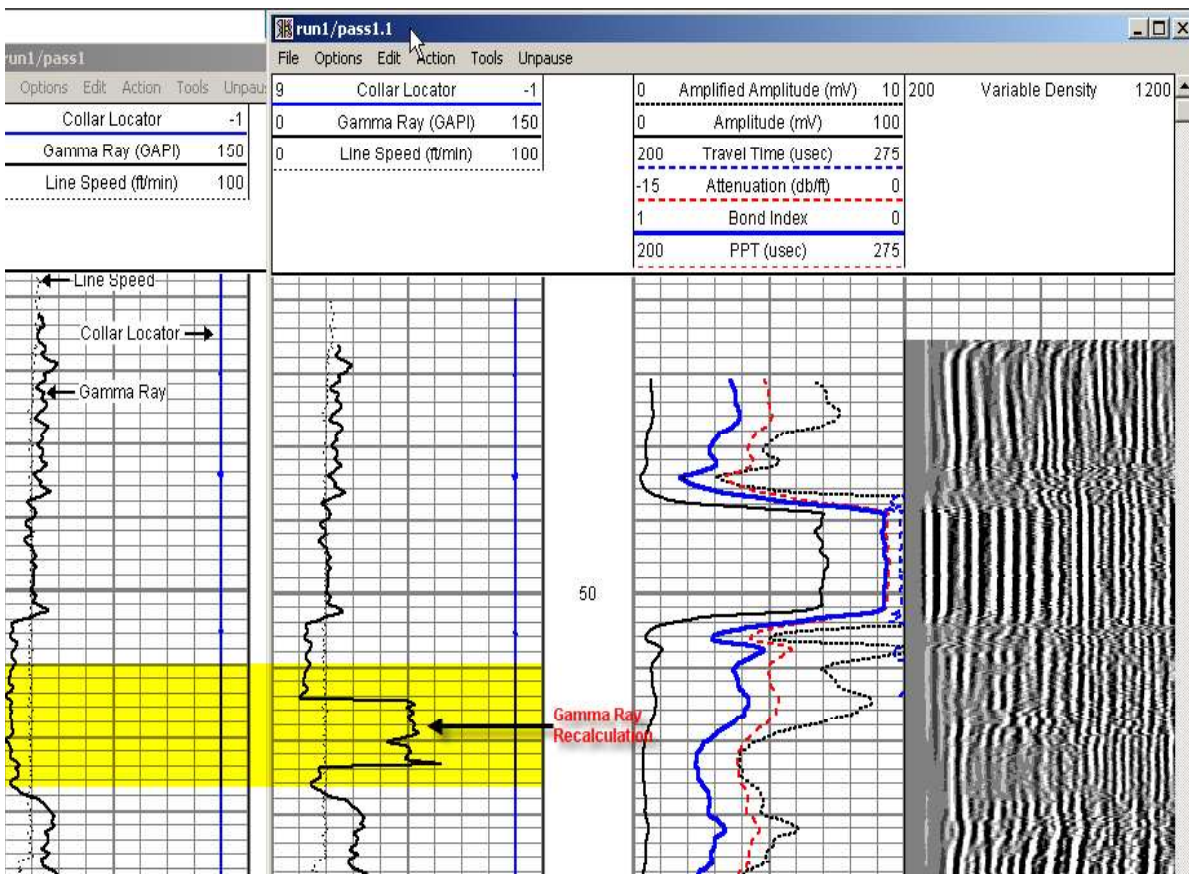 run1/pass1
Options Edit Action Tools Unpau
Collar Locator -1
Gamma Ray (GAPI) 150
Line Speed (ft/min) 100
Line Speed
Collar Locator
Gamma Ray
run1/pass1.1
File Options Edit Action Tools Unpause
9 Collar Locator -1
0 Gamma Ray (GAPI) 150
0 Line Speed (ft/min) 100
0 Amplified Amplitude (mV) 10
0 Amplitude (mV) 100
200 Travel Time (usec) 275
-15 Attenuation (db/ft) 0
1 Bond Index 0
200 PPT (usec) 275
200 Variable Density 1200
50
Gamma Ray
Recalculation